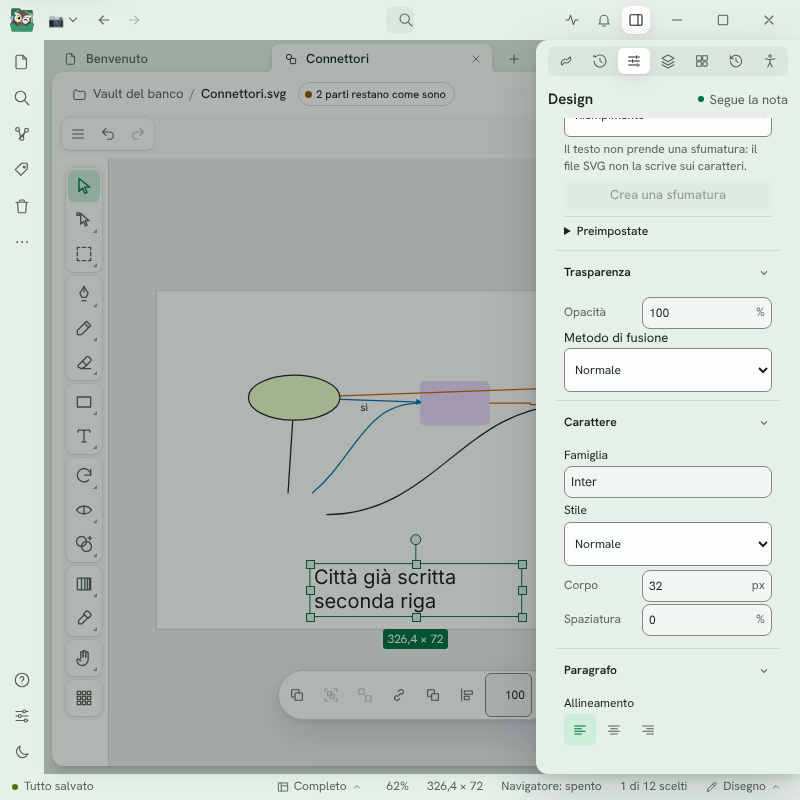 Benvenuto
Connettori
Vault del banco / Connettori.svg
2 parti restano come sono
sì
Città già scritta
seconda riga
326,4 × 72
100
Design
Segue la nota
Il testo non prende una sfumatura: il
file SVG non la scrive sui caratteri.
Crea una sfumatura
Preimpostate
Trasparenza
Opacità
100
%
Metodo di fusione
Normale
Carattere
Famiglia
Inter
Stile
Normale
Corpo
32
px
Spaziatura
0
%
Paragrafo
Allineamento
Tutto salvato
Completo
62%
326,4 × 72
Navigatore: spento
1 di 12 scelti
Disegno